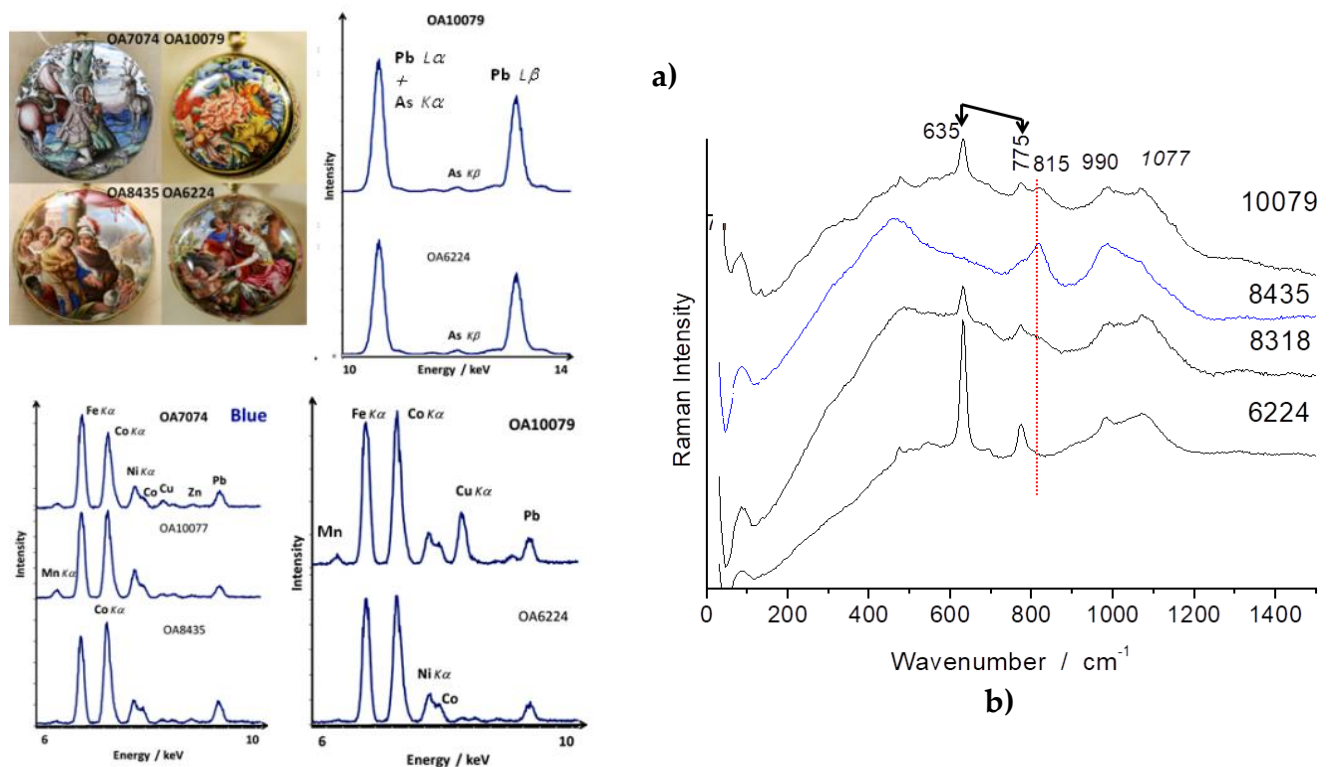 OA7074 OA10079
OA8435 OA6224
OA10079
Pb Lα
+
As Kα
Pb Lβ
As Kβ
OA6224
As Kβ
Intensity
10
14
Energy / keV
Fe Kα
OA7074
Blue
Co Kα
Ni Kα
Co
Cu
Zn
Pb
OA10077
Mn Kα
Co Kα
OA8435
Intensity
6
10
Energy / keV
Fe Kα
Co Kα
OA10079
Cu Kα
Mn
Pb
OA6224
Ni Kα
Co
Intensity
6
10
Energy / keV
a)
635
775
815
990
1077
10079
8435
8318
6224
Raman Intensity
0
200
400
600
800
1000
1200
1400
Wavenumber / cm⁻¹
b)